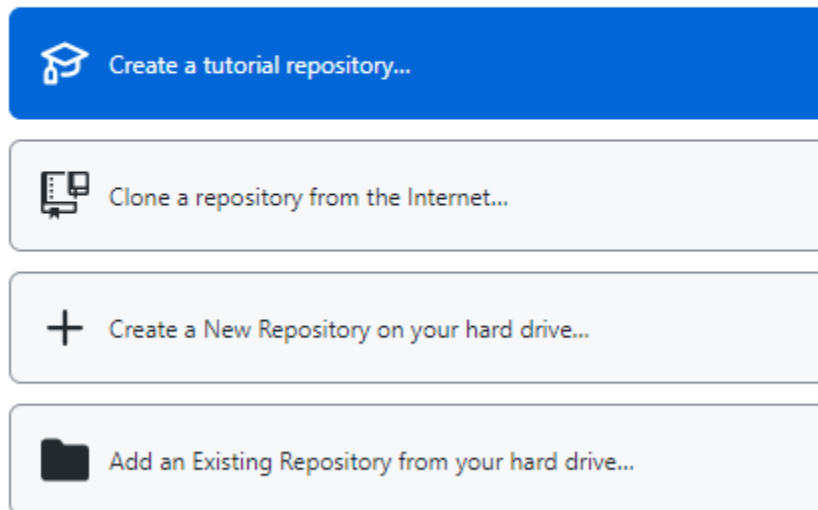 Create a tutorial repository...
Clone a repository from the Internet...
Create a New Repository on your hard drive...
Add an Existing Repository from your hard drive...